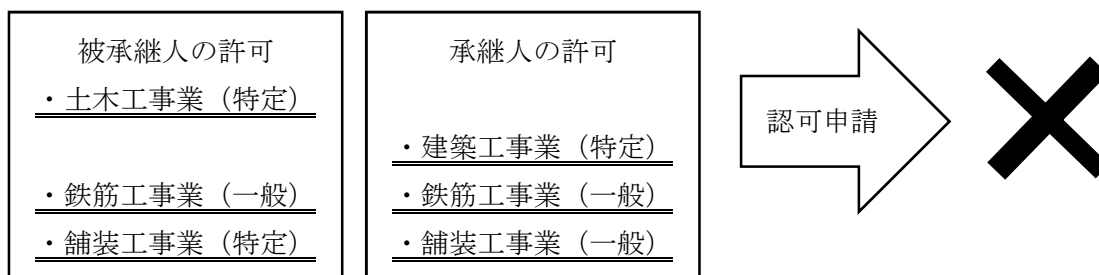 被承継人の許可
・土木工事業（特定）
・鉄筋工事業（一般）
・舗装工事業（特定）
承継人の許可
・建築工事業（特定）
・鉄筋工事業（一般）
・舗装工事業（一般）
認可申請